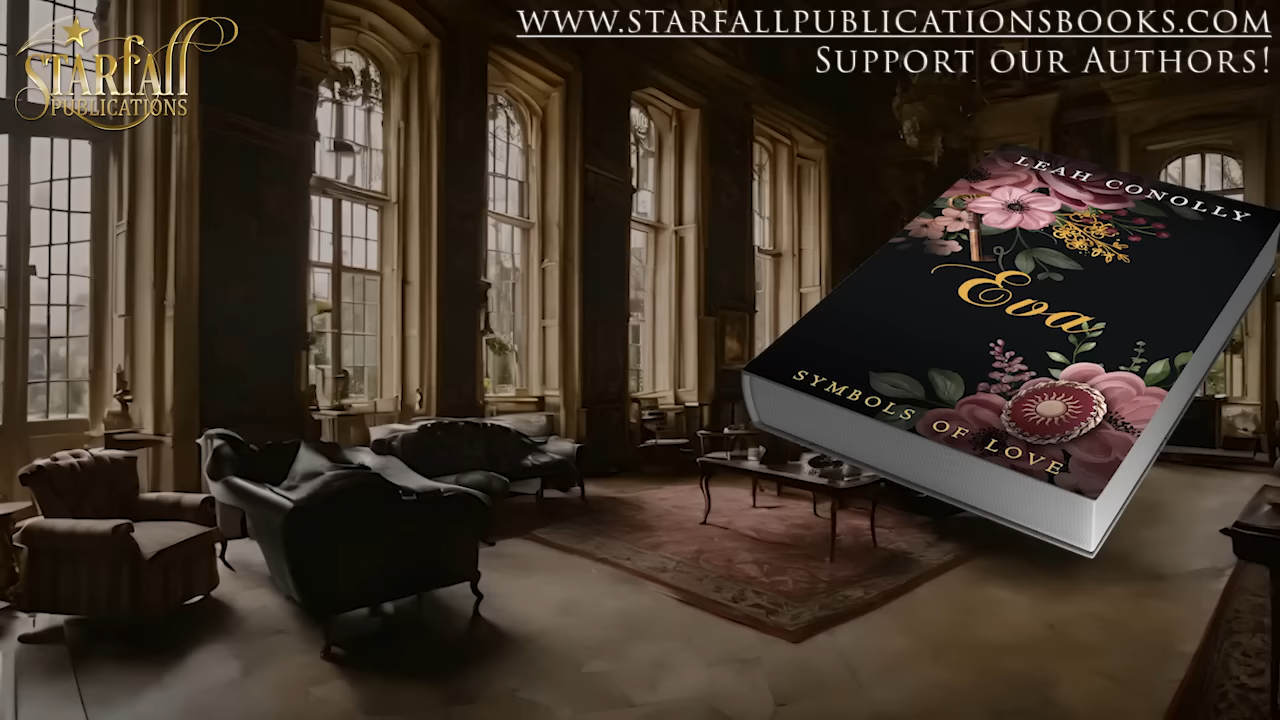 STARfall
PUBLICATIONS
WWW.STARFALLPUBLICATIONSBOOKS.COM
SUPPORT OUR AUTHORS!
LEAH CONOLLY
Eva
SYMBOLS OF LOVE